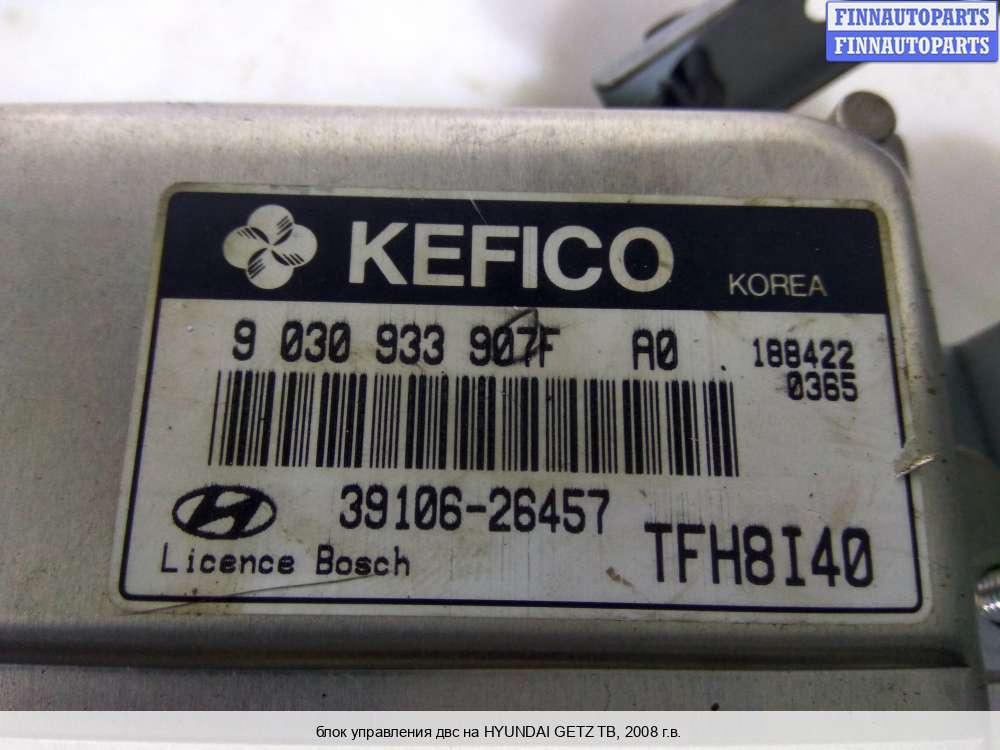 FINNAUTOPARTS
FINNAUTOPARTS
KEFICO
KOREA
9 030 933 907F A0 188422
0365
39106-26457
TFH8I40
Licence Bosch
блок управления двс на HYUNDAI GETZ TB, 2008 г.в.